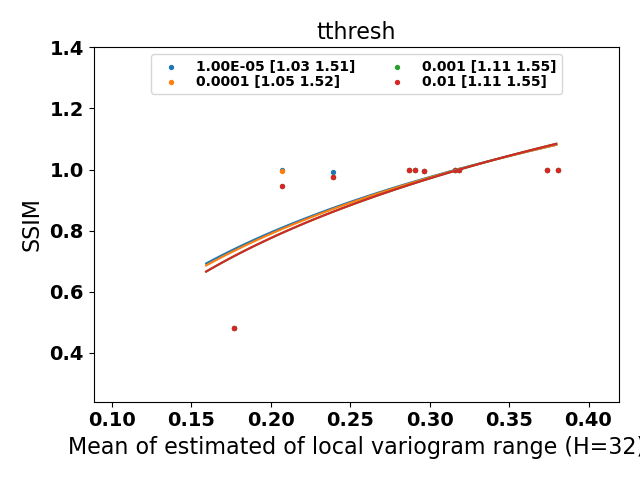 tthresh
1.4
1.2
1.0
0.8
0.6
0.4
SSIM
1.00E-05 [1.03 1.51]
0.0001 [1.05 1.52]
0.001 [1.11 1.55]
0.01 [1.11 1.55]
0.10 0.15 0.20 0.25 0.30 0.35 0.40
Mean of estimated of local variogram range (H=32)